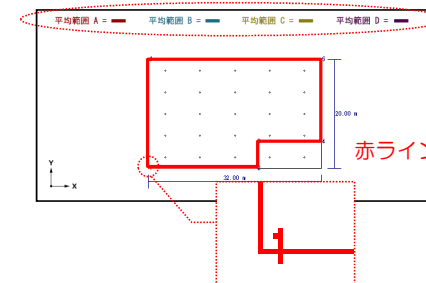 平均範囲 A = 平均範囲 B = 平均範囲 C = 平均範囲 D =
20.00 m
赤ライン
Y
X
32.00 m